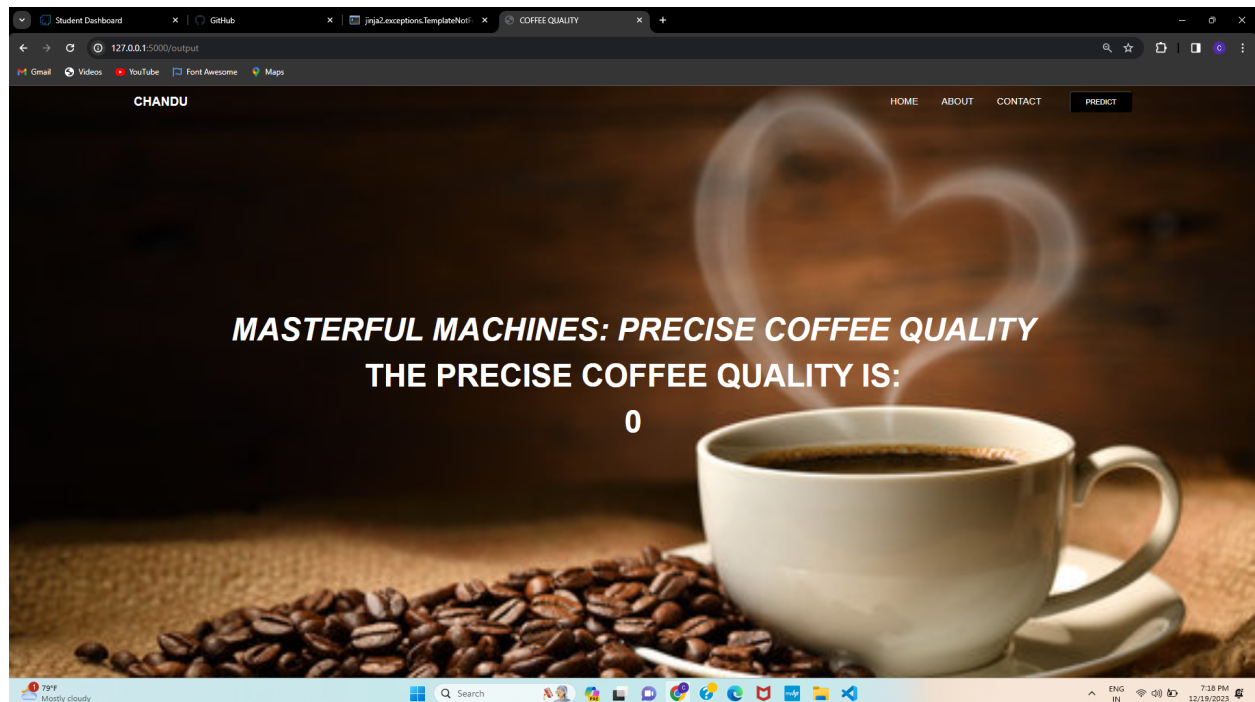 Student Dashboard
GitHub
jinja2.exceptions.TemplateNotF
COFFEE QUALITY
127.0.0.1:5000/output
Gmail Videos YouTube Font Awesome Maps
CHANDU
HOME ABOUT CONTACT PREDICT
MASTERFUL MACHINES: PRECISE COFFEE QUALITY
THE PRECISE COFFEE QUALITY IS:
0
79°F
Mostly cloudy
Search
ENG
IN
7:18 PM
12/19/2023